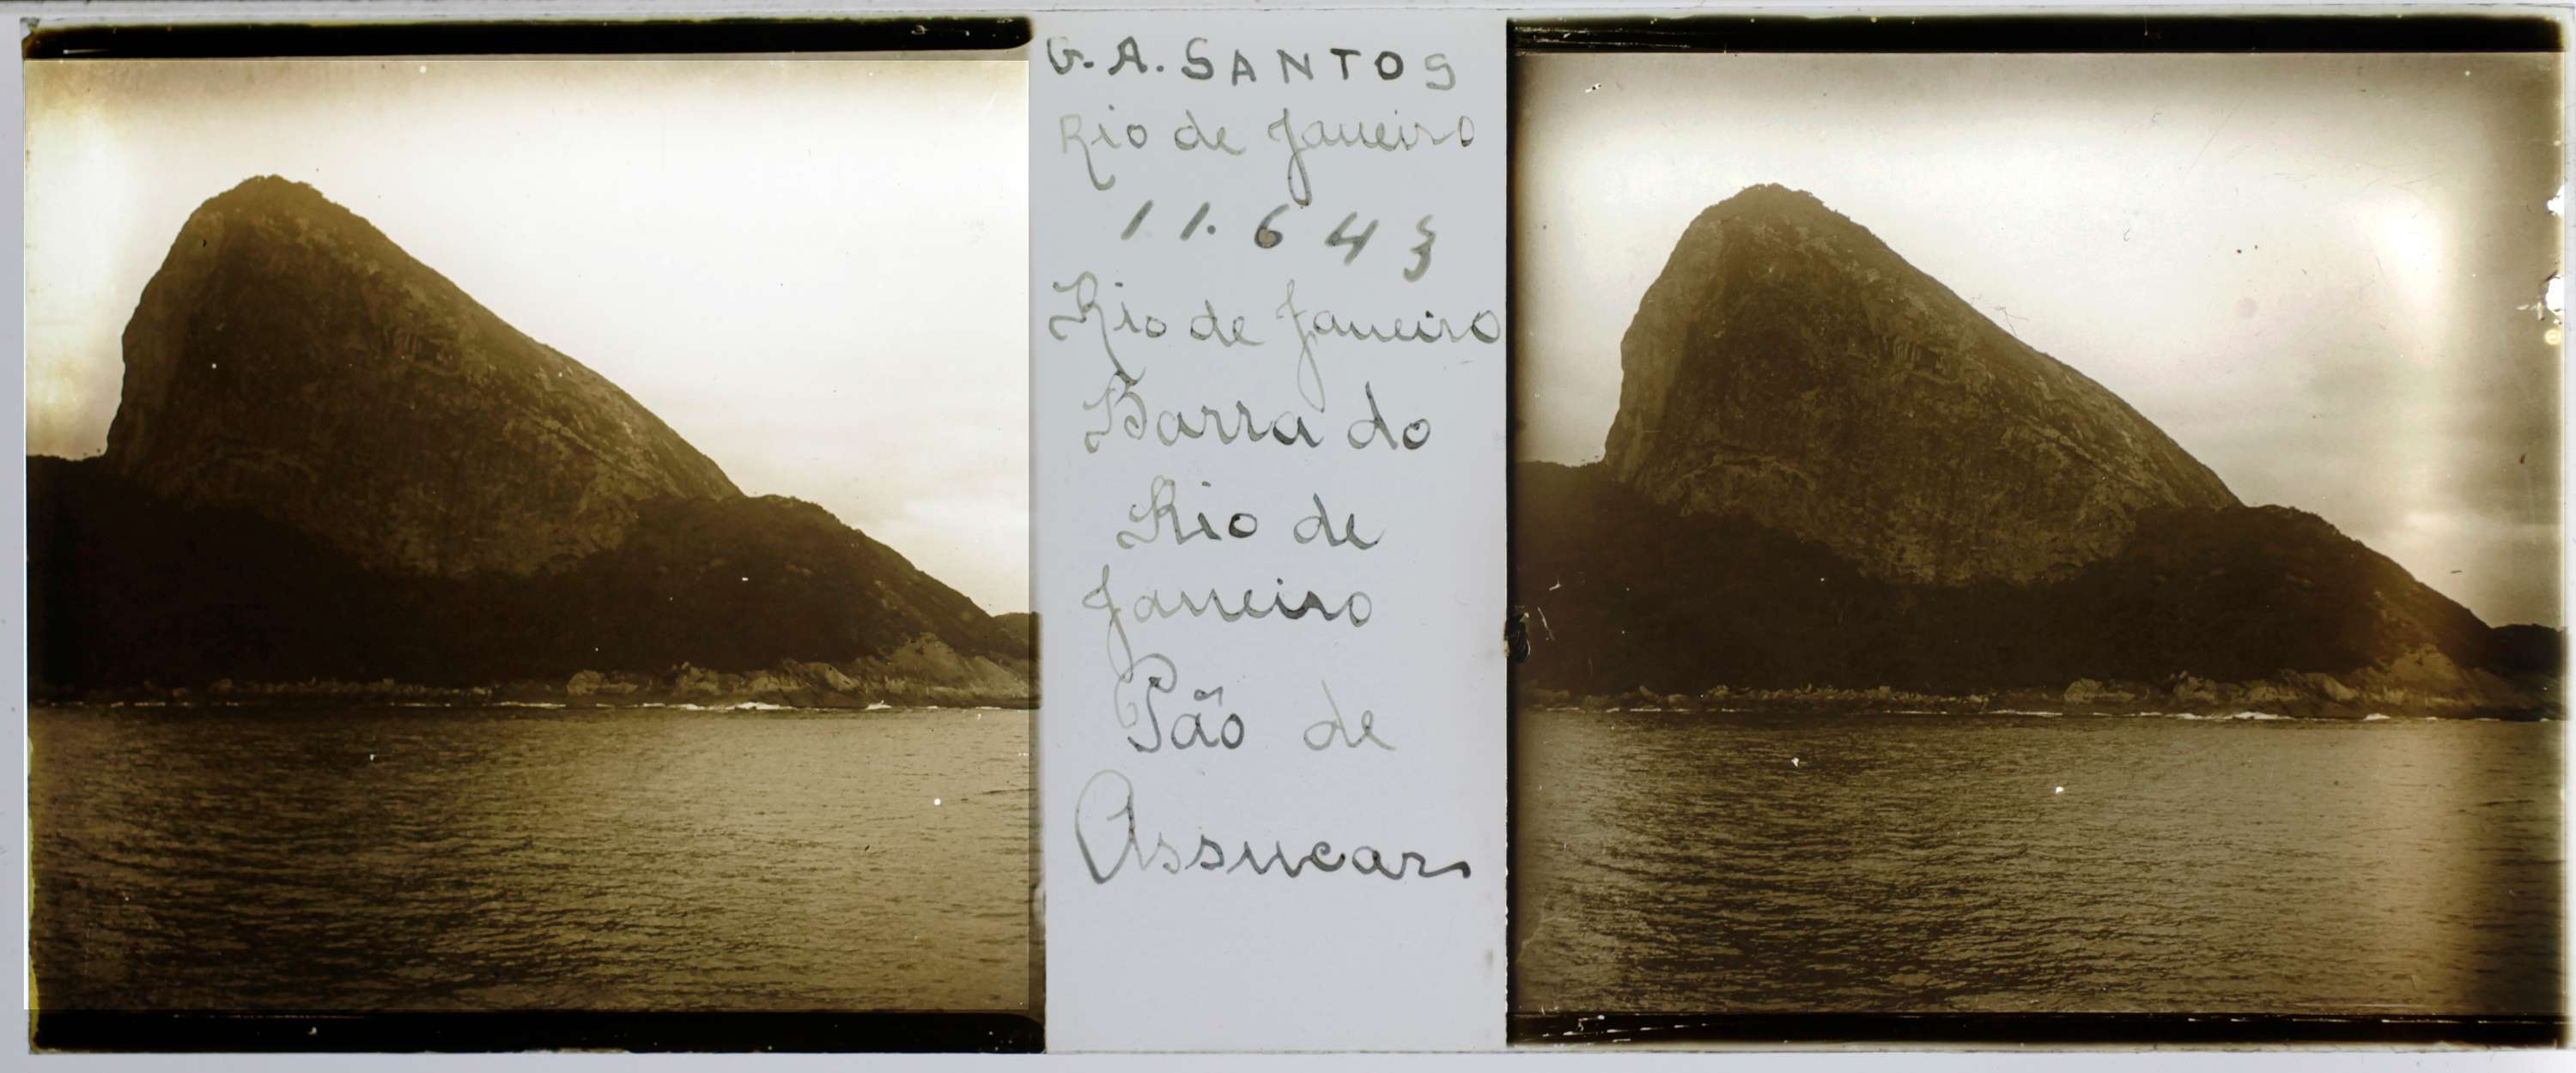 G. A. SANTOS
Rio de Janeiro
11.643
Rio de Janeiro
Barra do
Rio de
Janeiro
Pão de
Assucar